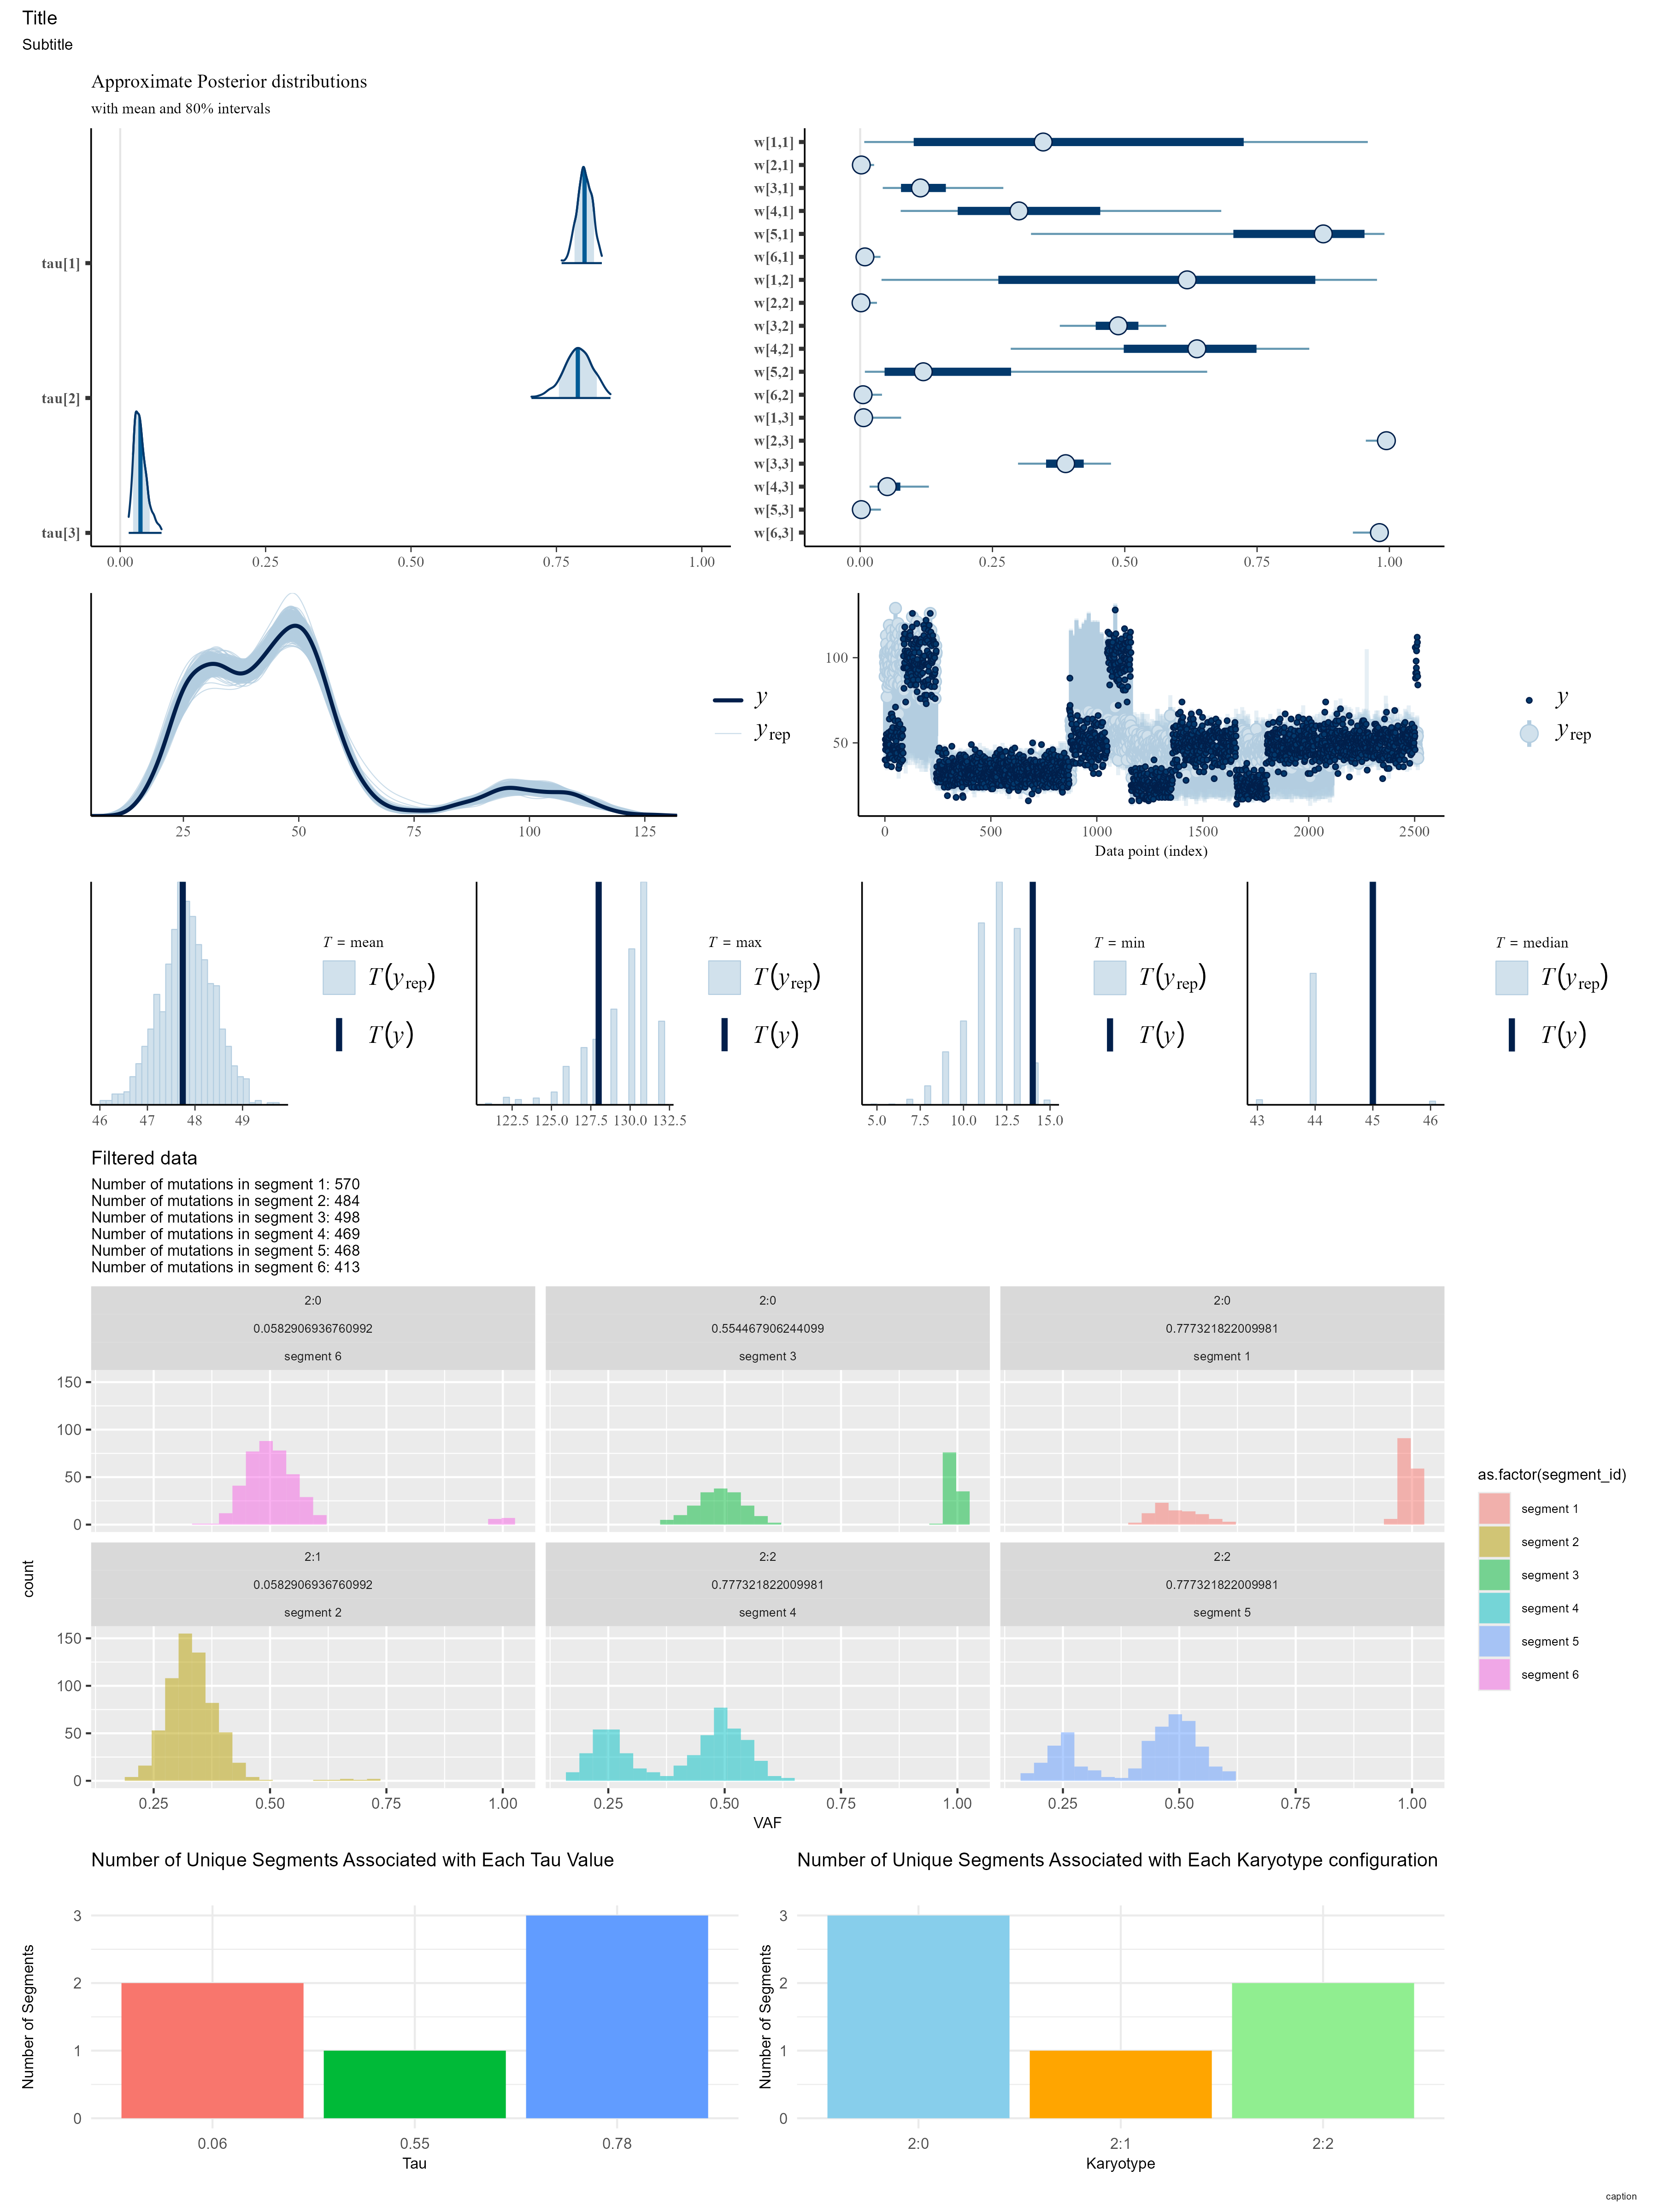 Title
Subtitle
Approximate Posterior distributions
with mean and 80% intervals
tau[1]
tau[2]
tau[3]
0.00 0.25 0.50 0.75 1.00
w[1,1]
w[2,1]
w[3,1]
w[4,1]
w[5,1]
w[6,1]
w[1,2]
w[2,2]
w[3,2]
w[4,2]
w[5,2]
w[6,2]
w[1,3]
w[2,3]
w[3,3]
w[4,3]
w[5,3]
w[6,3]
0.00 0.25 0.50 0.75 1.00
y
yrep
25 50 75 100 125
100
50
y
yrep
0 500 1000 1500 2000 2500
Data point (index)
T = mean
T(yrep)
T(y)
46 47 48 49
T = max
T(yrep)
T(y)
122.5 125.0 127.5 130.0 132.5
T = min
T(yrep)
T(y)
5.0 7.5 10.0 12.5 15.0
T = median
T(yrep)
T(y)
43 44 45 46
Filtered data
Number of mutations in segment 1: 570
Number of mutations in segment 2: 484
Number of mutations in segment 3: 498
Number of mutations in segment 4: 469
Number of mutations in segment 5: 468
Number of mutations in segment 6: 413
2:0 2:0 2:0
0.0582906936760992 0.554467906244099 0.777321822009981
segment 6 segment 3 segment 1
150
100
50
0
2:1 2:2 2:2
0.0582906936760992 0.777321822009981 0.777321822009981
segment 2 segment 4 segment 5
150
100
50
0
count
0.25 0.50 0.75 1.00 0.25 0.50 0.75 1.00 0.25 0.50 0.75 1.00
VAF
as.factor(segment_id)
segment 1
segment 2
segment 3
segment 4
segment 5
segment 6
Number of Unique Segments Associated with Each Tau Value
Number of Segments
3
2
1
0
0.06 0.55 0.78
Tau
Number of Unique Segments Associated with Each Karyotype configuration
Number of Segments
3
2
1
0
2:0 2:1 2:2
Karyotype
caption